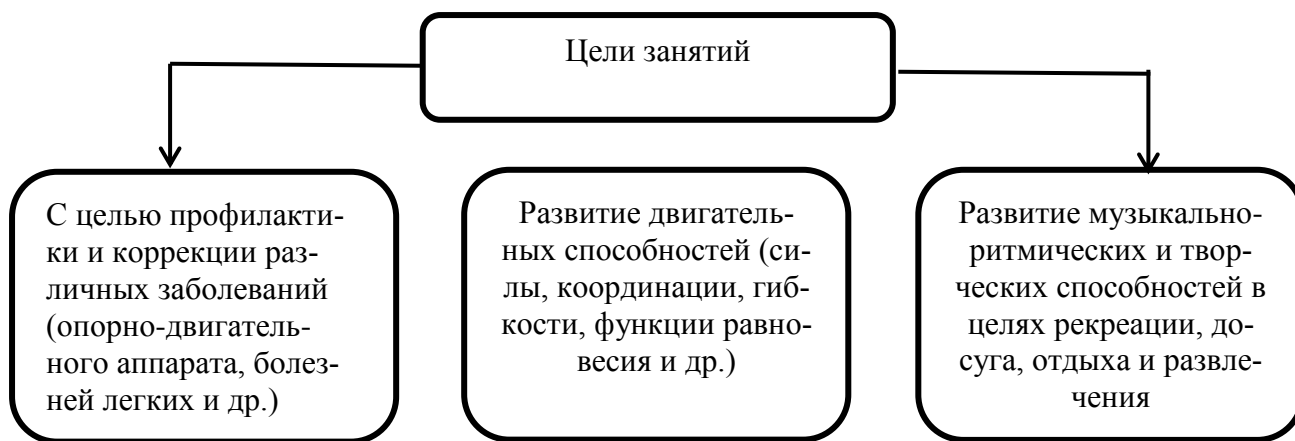 Цели занятий
С целью профилакти-
ки и коррекции раз-
личных заболеваний
(опорно-двигатель-
ного аппарата, болез-
ней легких и др.)
Развитие двигатель-
ных способностей (си-
лы, координации, гиб-
кости, функции равно-
весия и др.)
Развитие музыкально-
ритмических и твор-
ческих способностей в
целях рекреации, до-
суга, отдыха и развле-
чения